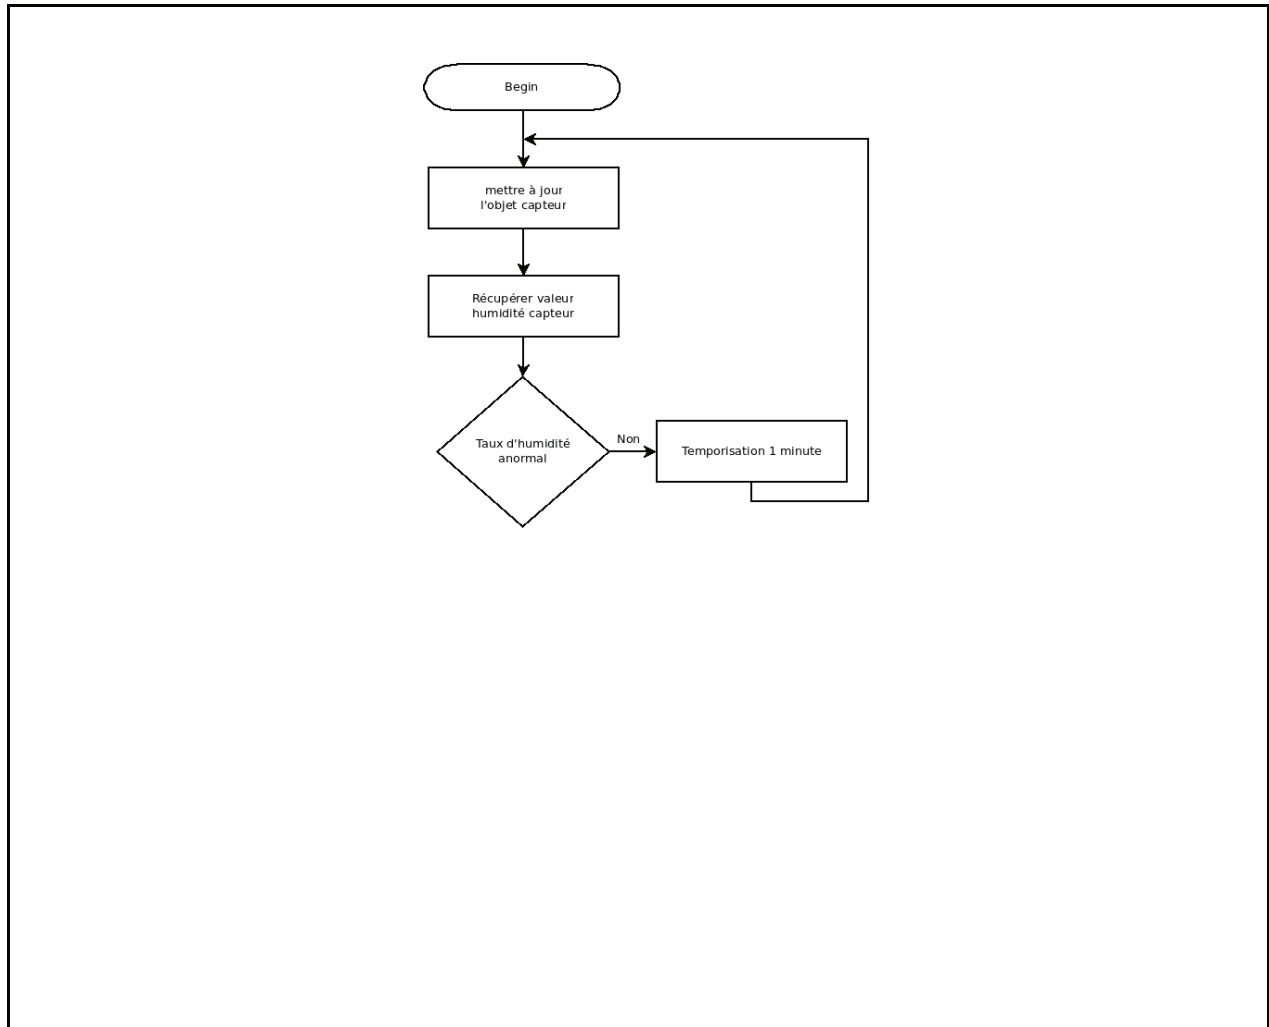 Begin
mettre à jour
l'objet capteur
Récupérer valeur
humidité capteur
Taux d'humidité
anormal
Non
Temporisation 1 minute